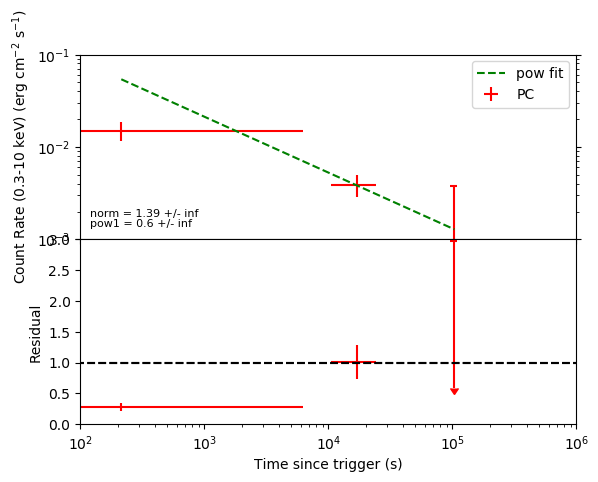 Count Rate (0.3-10 keV) (erg cm⁻² s⁻¹)
10⁻¹
10⁻²
10⁻³
pow fit
PC
norm = 1.39 +/- inf
pow1 = 0.6 +/- inf
Residual
3.0
2.5
2.0
1.5
1.0
0.5
0.0
10² 10³ 10⁴ 10⁵ 10⁶
Time since trigger (s)